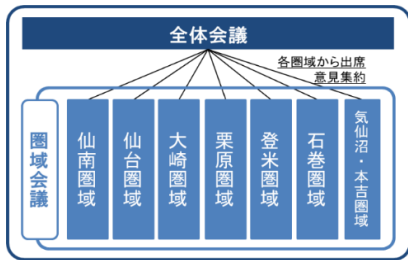 全体会議
各圏域から出席
意見集約
圏域会議
仙南圏域
仙台圏域
大崎圏域
栗原圏域
登米圏域
石巻圏域
気仙沼・本吉圏域